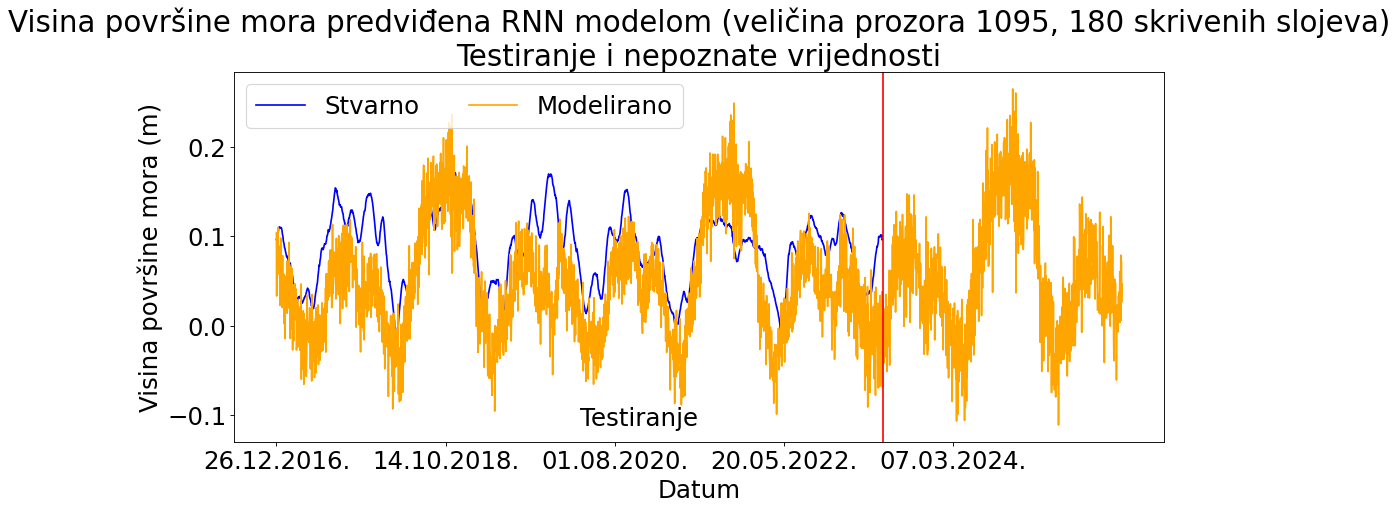 Visina površine mora predviđena RNN modelom (veličina prozora 1095, 180 skrivenih slojeva)
Testiranje i nepoznate vrijednosti
Stvarno Modelirano
Visina površine mora (m)
0.2
0.1
0.0
−0.1
Testiranje
26.12.2016. 14.10.2018. 01.08.2020. 20.05.2022. 07.03.2024.
Datum